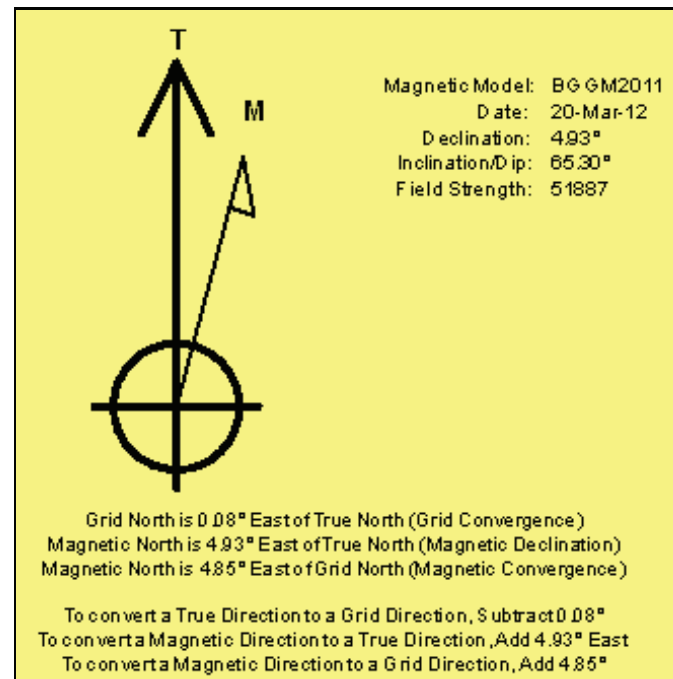 T
M
Magnetic Model: BGGM2011
Date: 20-Mar-12
Declination: 4.93°
Inclination/Dip: 65.30°
Field Strength: 51887
Grid North is 0.08° East of True North (Grid Convergence)
Magnetic North is 4.93° East of True North (Magnetic Declination)
Magnetic North is 4.85° East of Grid North (Magnetic Convergence)
To convert a True Direction to a Grid Direction, Subtract 0.08°
To convert a Magnetic Direction to a True Direction, Add 4.93° East
To convert a Magnetic Direction to a Grid Direction, Add 4.85°